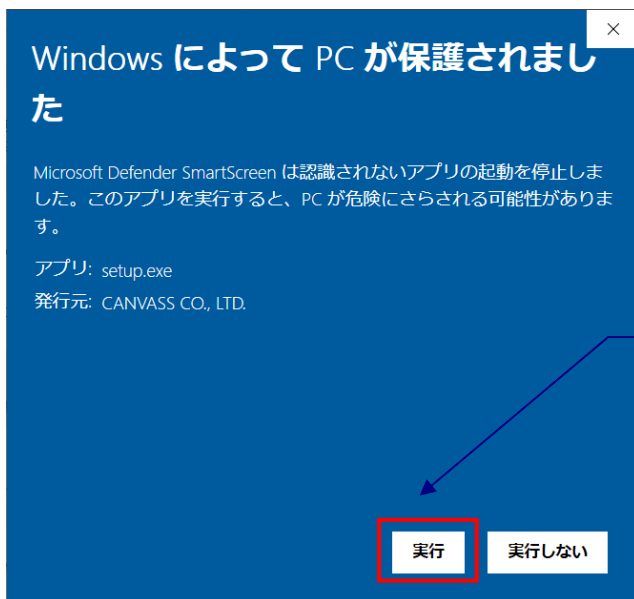 Windows によって PC が保護されまし
た
Microsoft Defender SmartScreen は認識されないアプリの起動を停止しま
した。このアプリを実行すると、PC が危険にさらされる可能性がありま
す。
アプリ: setup.exe
発行元: CANVASS CO., LTD.
実行 実行しない